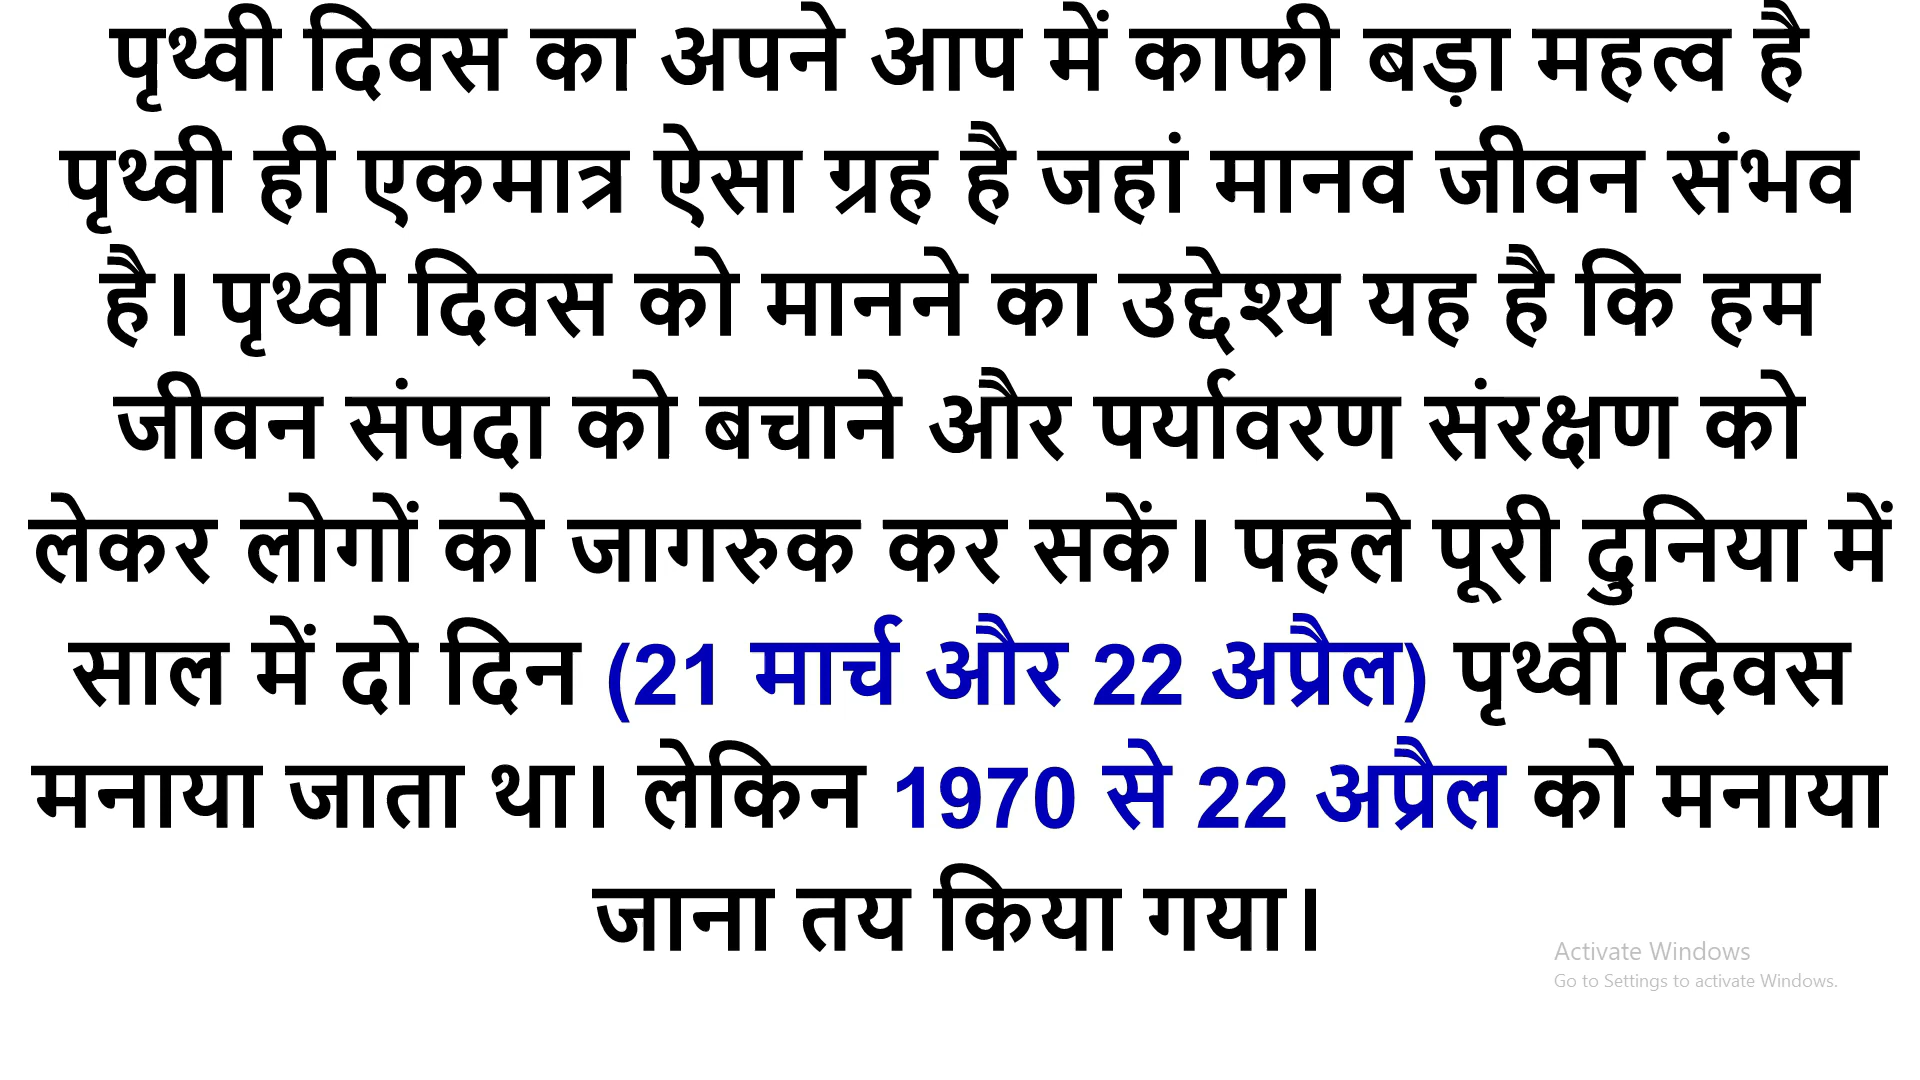 पृथ्वी दिवस का अपने आप में काफी बड़ा महत्व है
पृथ्वी ही एकमात्र ऐसा ग्रह है जहां मानव जीवन संभव
है। पृथ्वी दिवस को मानने का उद्देश्य यह है कि हम
जीवन संपदा को बचाने और पर्यावरण संरक्षण को
लेकर लोगों को जागरुक कर सकें। पहले पूरी दुनिया में
साल में दो दिन (21 मार्च और 22 अप्रैल) पृथ्वी दिवस
मनाया जाता था। लेकिन 1970 से 22 अप्रैल को मनाया
जाना तय किया गया।
Activate Windows
Go to Settings to activate Windows.